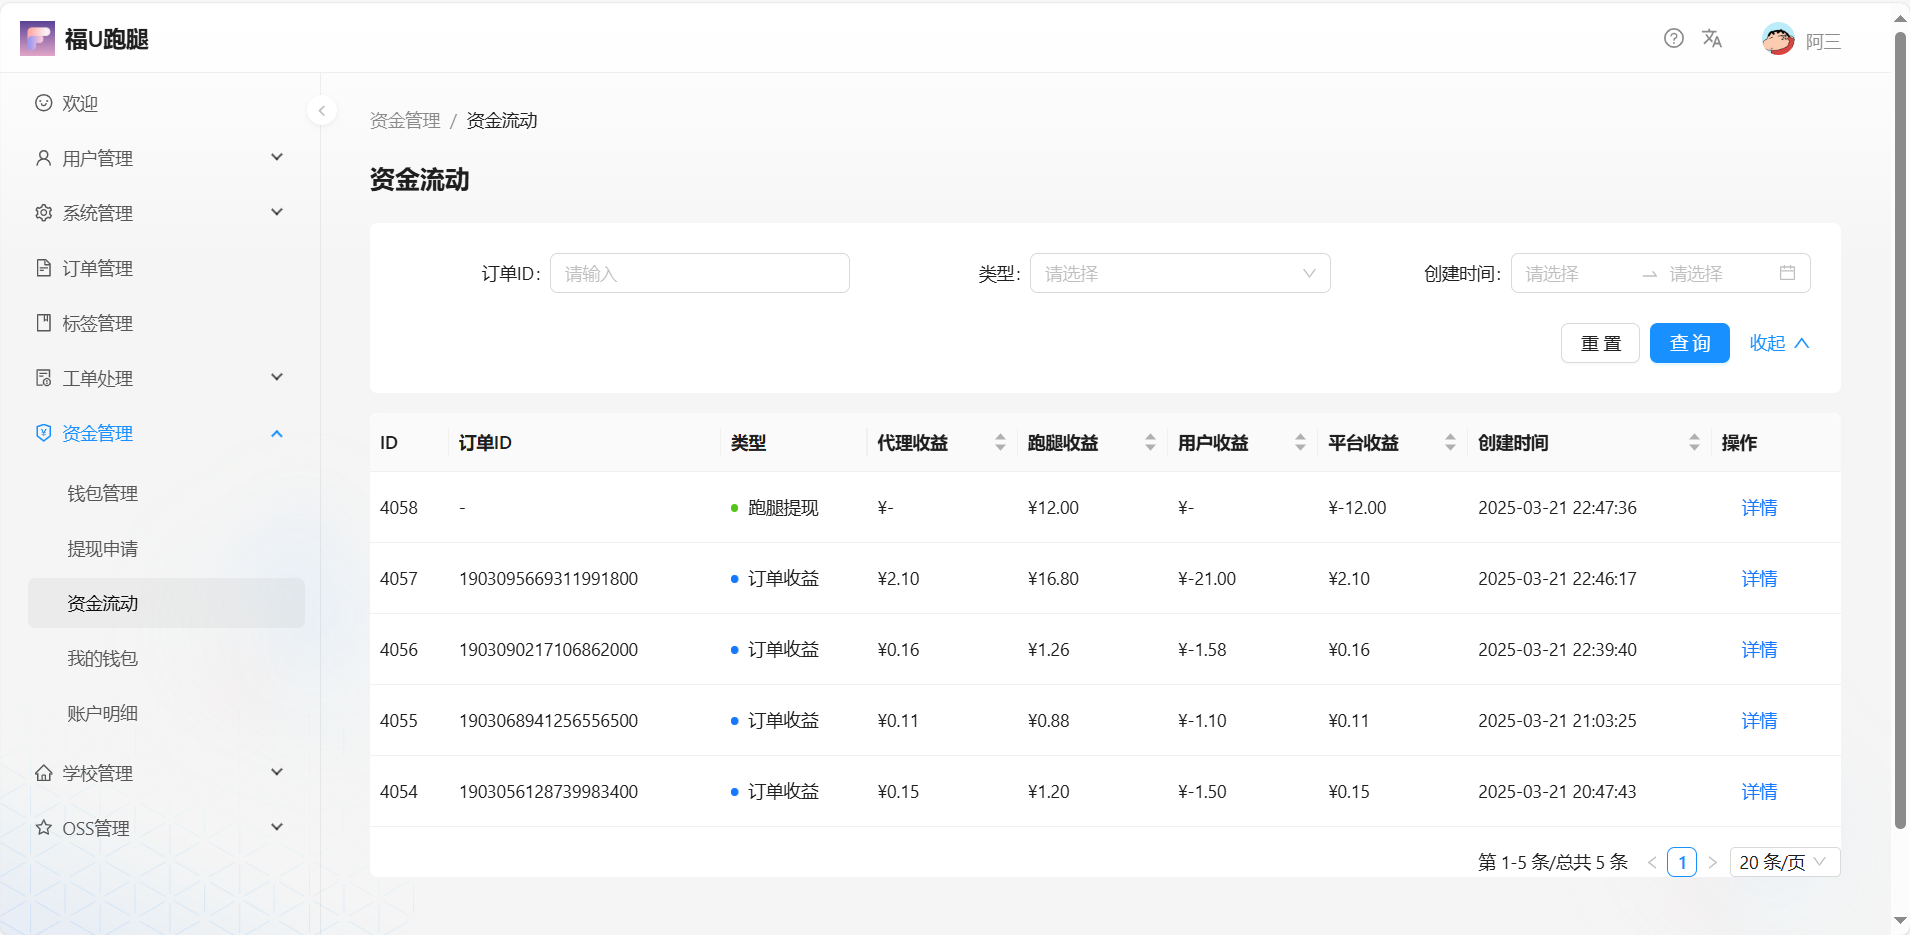 福U跑腿
阿三
欢迎
用户管理
系统管理
订单管理
标签管理
工单处理
资金管理
钱包管理
提现申请
资金流动
我的钱包
账户明细
学校管理
OSS管理
资金管理 / 资金流动
资金流动
订单ID: 请输入 类型: 请选择 创建时间: 请选择 → 请选择
重 置 查 询 收起
ID 订单ID 类型 代理收益 跑腿收益 用户收益 平台收益 创建时间 操作
4058 - 跑腿提现 ¥- ¥12.00 ¥- ¥-12.00 2025-03-21 22:47:36 详情
4057 1903095669311991800 订单收益 ¥2.10 ¥16.80 ¥-21.00 ¥2.10 2025-03-21 22:46:17 详情
4056 1903090217106862000 订单收益 ¥0.16 ¥1.26 ¥-1.58 ¥0.16 2025-03-21 22:39:40 详情
4055 1903068941256556500 订单收益 ¥0.11 ¥0.88 ¥-1.10 ¥0.11 2025-03-21 21:03:25 详情
4054 1903056128739983400 订单收益 ¥0.15 ¥1.20 ¥-1.50 ¥0.15 2025-03-21 20:47:43 详情
第 1-5 条/总共 5 条 < 1 > 20 条/页